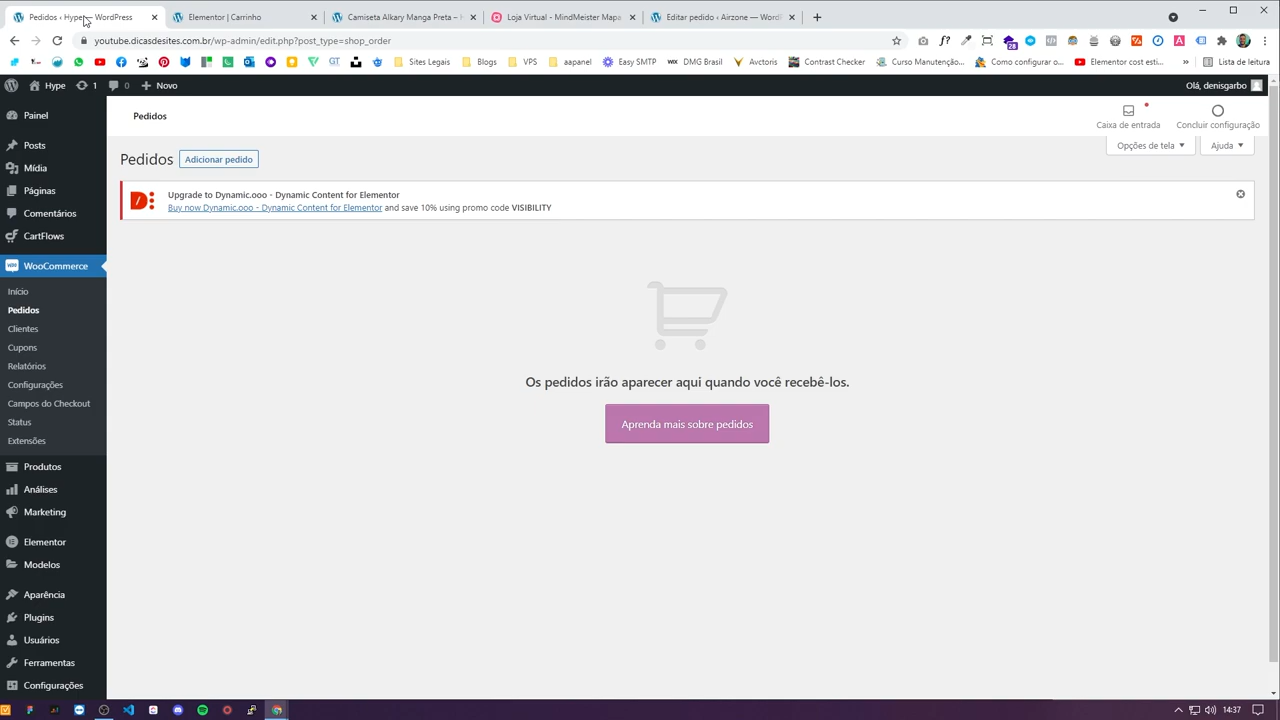 Pedidos ‹ Hype — WordPress
Elementor | Carrinho
Camiseta Alkary Manga Preta –
Loja Virtual - MindMeister Mapa
Editar pedido ‹ Airzone — Word
youtube.dicasdesites.com.br/wp-admin/edit.php?post_type=shop_order
28
Sites Legais
Blogs
VPS
aapanel
Easy SMTP
DMG Brasil
Avctoris
Contrast Checker
Curso Manutenção...
Como configurar o...
Elementor cost esti...
Lista de leitura
Hype
1
0
Novo
Olá, denisgarbo
Painel
Posts
Mídia
Páginas
Comentários
CartFlows
WooCommerce
Início
Pedidos
Clientes
Cupons
Relatórios
Configurações
Campos do Checkout
Status
Extensões
Produtos
Análises
Marketing
Elementor
Modelos
Aparência
Plugins
Usuários
Ferramentas
Configurações
Pedidos
Caixa de entrada
Concluir configuração
Pedidos
Adicionar pedido
Opções de tela
Ajuda
Upgrade to Dynamic.ooo - Dynamic Content for Elementor
Buy now Dynamic.ooo - Dynamic Content for Elementor and save 10% using promo code VISIBILITY
Os pedidos irão aparecer aqui quando você recebê-los.
Aprenda mais sobre pedidos
14:37